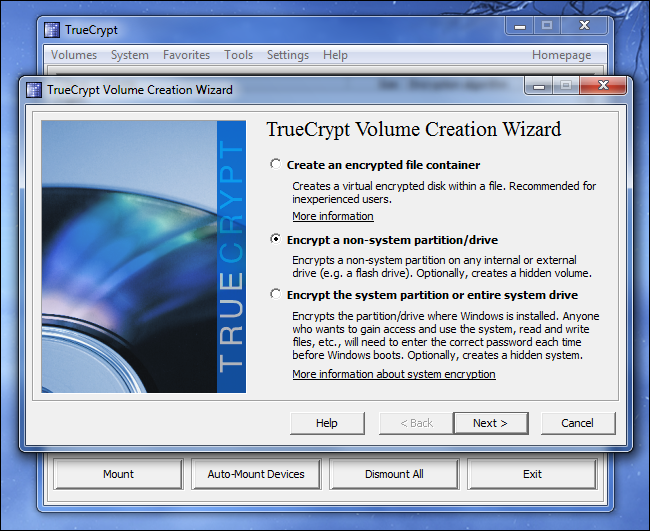 TrueCrypt
Volumes System Favorites Tools Settings Help Homepage
TrueCrypt Volume Creation Wizard
TRUECRYPT
TrueCrypt Volume Creation Wizard
Create an encrypted file container
Creates a virtual encrypted disk within a file. Recommended for
inexperienced users.
More information
Encrypt a non-system partition/drive
Encrypts a non-system partition on any internal or external
drive (e.g. a flash drive). Optionally, creates a hidden volume.
Encrypt the system partition or entire system drive
Encrypts the partition/drive where Windows is installed. Anyone
who wants to gain access and use the system, read and write
files, etc., will need to enter the correct password each time
before Windows boots. Optionally, creates a hidden system.
More information about system encryption
Help < Back Next > Cancel
Mount Auto-Mount Devices Dismount All Exit